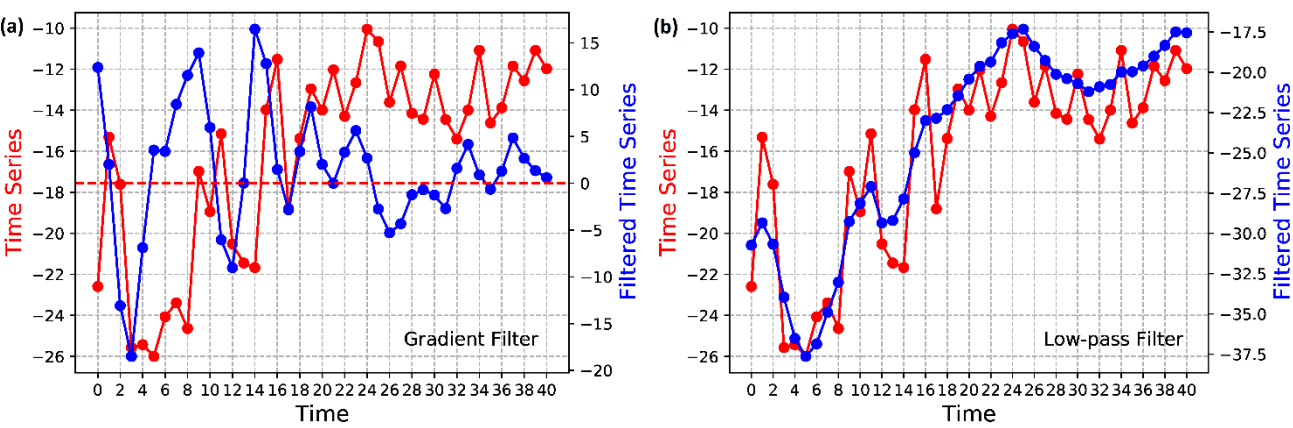 (a)
Time Series
−10
−12
−14
−16
−18
−20
−22
−24
−26
15
10
5
0
−5
−10
−15
−20
Filtered Time Series
Gradient Filter
0 2 4 6 8 10 12 14 16 18 20 22 24 26 28 30 32 34 36 38 40
Time
(b)
Time Series
−10
−12
−14
−16
−18
−20
−22
−24
−26
−17.5
−20.0
−22.5
−25.0
−27.5
−30.0
−32.5
−35.0
−37.5
Filtered Time Series
Low-pass Filter
0 2 4 6 8 10 12 14 16 18 20 22 24 26 28 30 32 34 36 38 40
Time